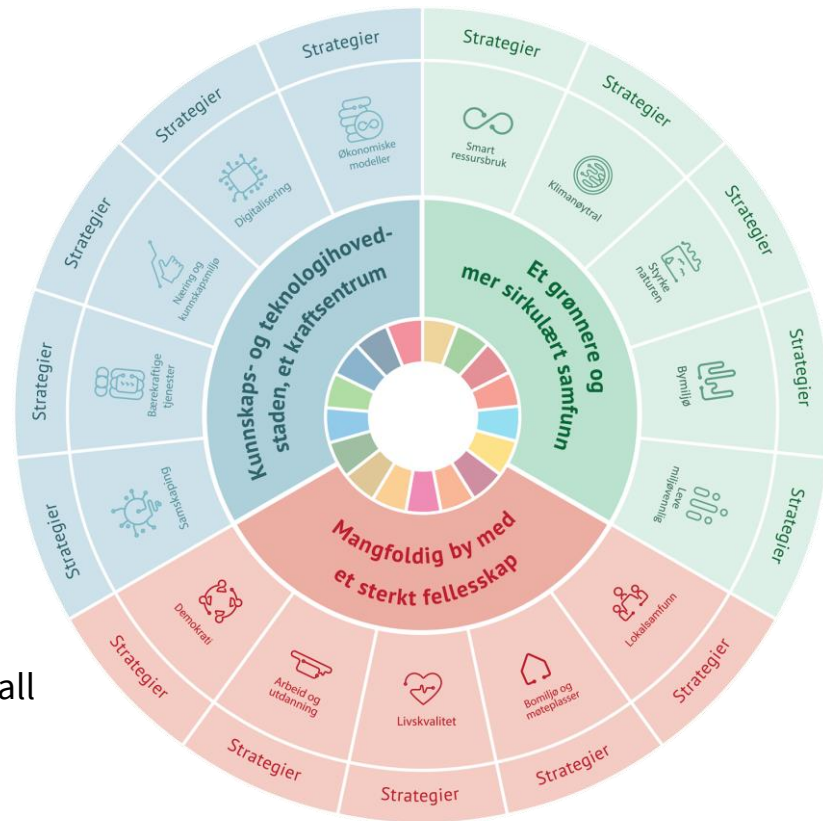 Strategier
Strategier
Strategier
Strategier
Strategier
Økonomiske
modeller
Digitalisering
Næring og
kunnskapsmiljø
Bærekraftige
tjenester
Samskaping
Kunnskaps- og teknologihoved-
staden, et kraftsentrum
Strategier
Strategier
Strategier
Strategier
Strategier
Smart
ressursbruk
Klimanøytral
Styrke
naturen
Bymiljø
Leve
miljøvennlig
Et grønnere og
mer sirkulært samfunn
Mangfoldig by med
et sterkt fellesskap
Demokrati
Arbeid og
utdanning
Livskvalitet
Bomiljø og
møteplasser
Lokalsamfunn
Strategier
Strategier
Strategier
Strategier
Strategier
all